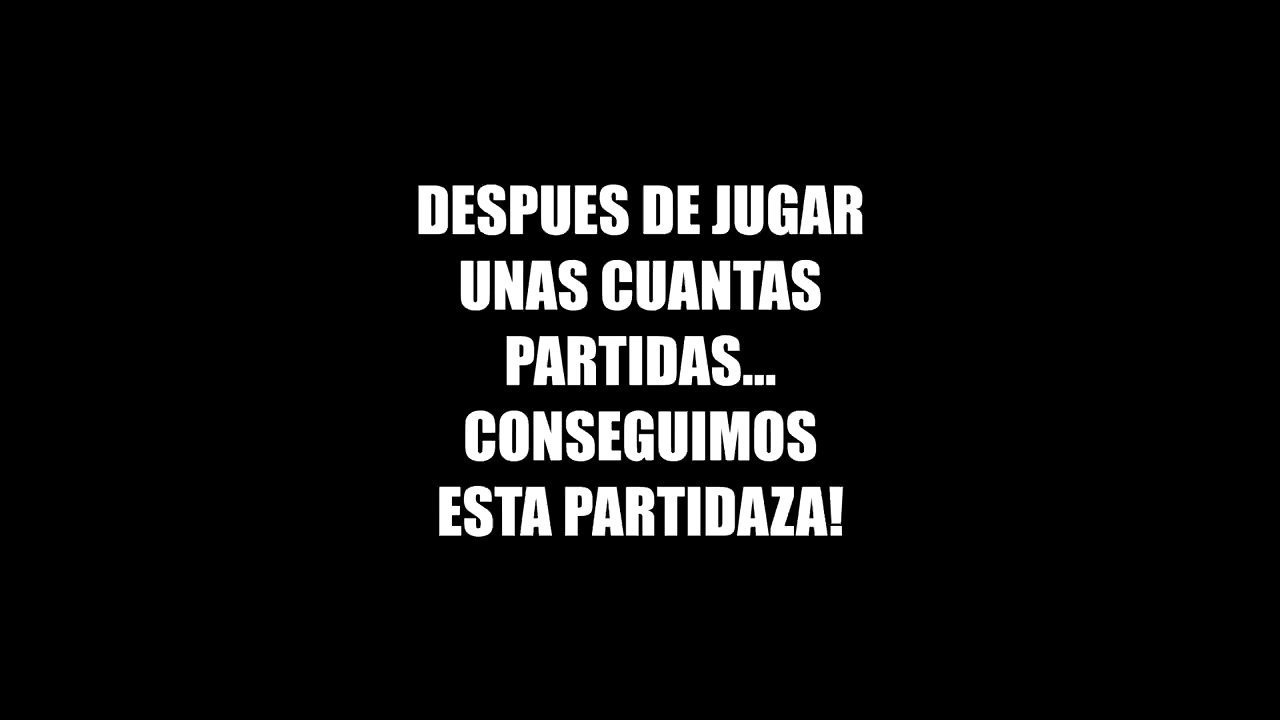 DESPUES DE JUGAR
UNAS CUANTAS
PARTIDAS...
CONSEGUIMOS
ESTA PARTIDAZA!